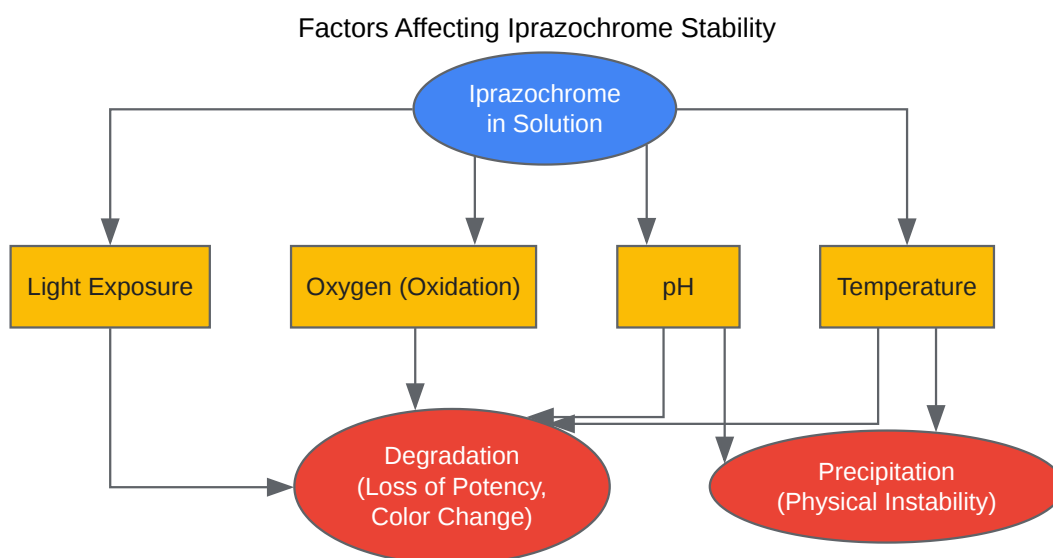 Factors Affecting Iprazochrome Stability
Iprazochrome
in Solution
Light Exposure
Oxygen (Oxidation)
pH
Temperature
Degradation
(Loss of Potency,
Color Change)
Precipitation
(Physical Instability)